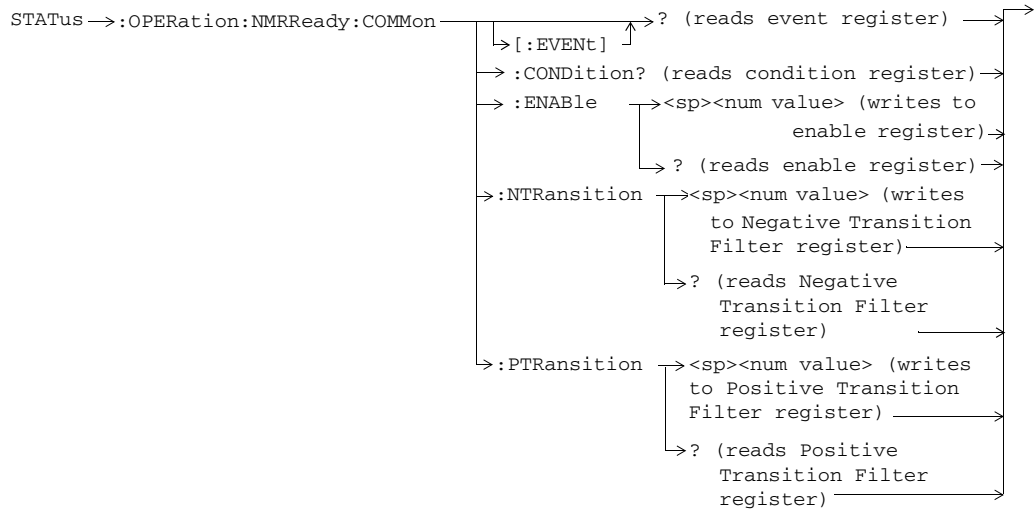 STATus :OPERation:NMRReady:COMMon ? (reads event register)
[:EVENt]
:CONDition? (reads condition register)
:ENABle <sp><num value> (writes to
enable register)
? (reads enable register)
:NTRansition <sp><num value> (writes
to Negative Transition
Filter register)
? (reads Negative
Transition Filter
register)
:PTRansition <sp><num value> (writes
to Positive Transition
Filter register)
? (reads Positive
Transition Filter
register)